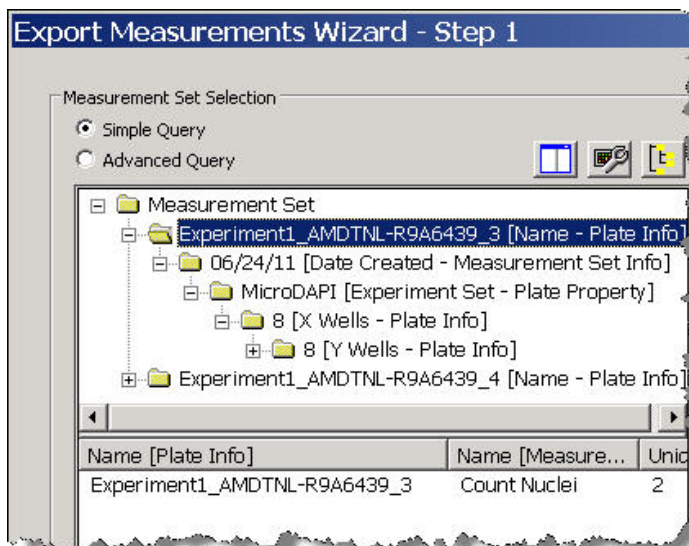 Export Measurements Wizard - Step 1
Measurement Set Selection
Simple Query
Advanced Query
Measurement Set
Experiment1_AMDTNL-R9A6439_3 [Name - Plate Info]
06/24/11 [Date Created - Measurement Set Info]
MicroDAPI [Experiment Set - Plate Property]
8 [X Wells - Plate Info]
8 [Y Wells - Plate Info]
Experiment1_AMDTNL-R9A6439_4 [Name - Plate Info]
Name [Plate Info] Name [Measure...
Experiment1_AMDTNL-R9A6439_3 Count Nuclei 2